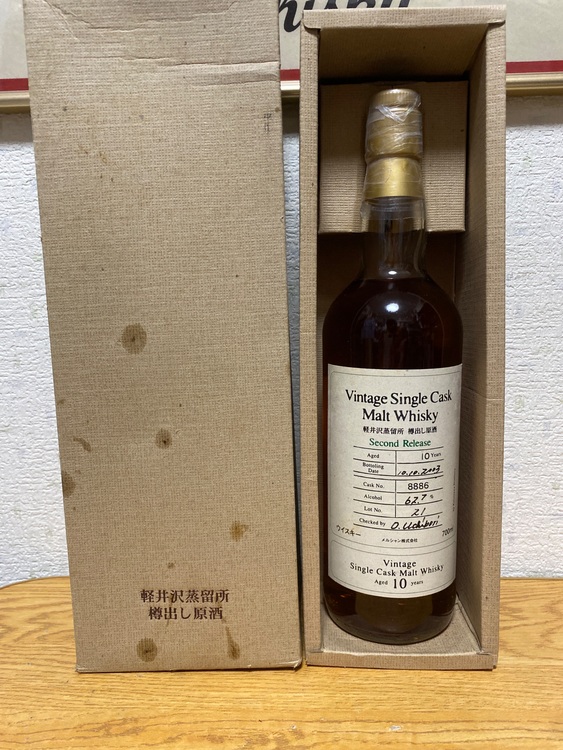 軽井沢蒸留所
樽出し原酒
Vintage Single Cask
Malt Whisky
軽井沢蒸留所 樽出し原酒
Second Release
Aged 10 Years
Bottling Date 10.10.2003
Cask No. 8886
Alcohol 62.7 %
Lot No. 21
Checked by O. Uchibori
ウイスキー 700ml
メルシャン株式会社
Vintage
Single Cask Malt Whisky
Aged 10 years